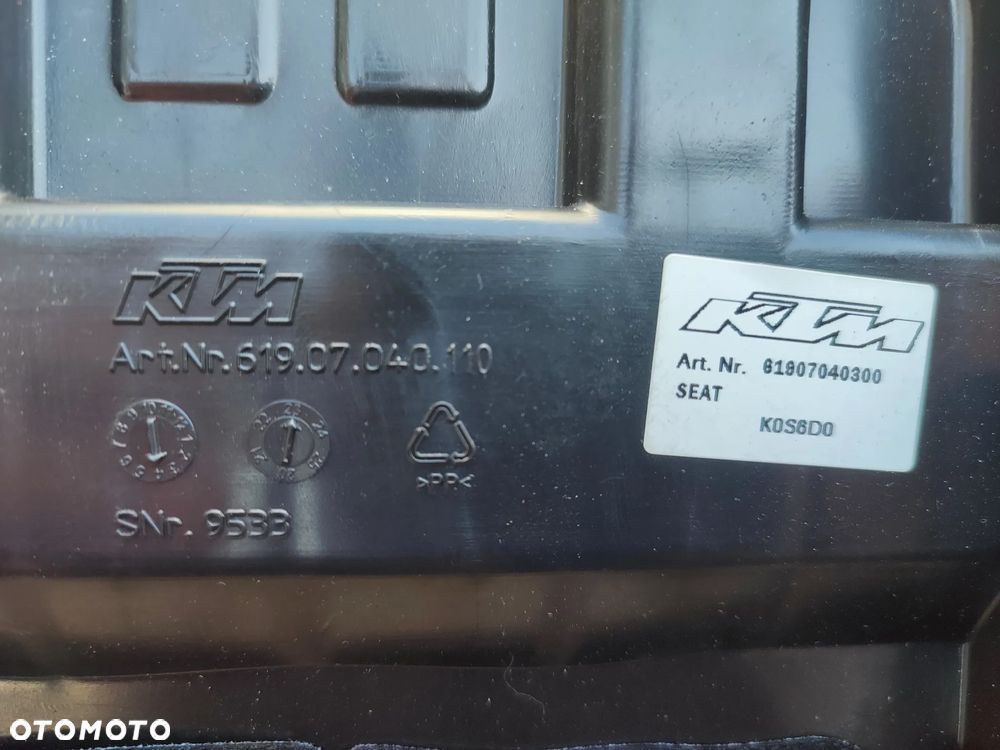 KTM
Art.Nr.619.07.040.110
>PP<
SNr. 9533
KTM
Art. Nr. 61907040300
SEAT
K0S6D0
OTOMOTO